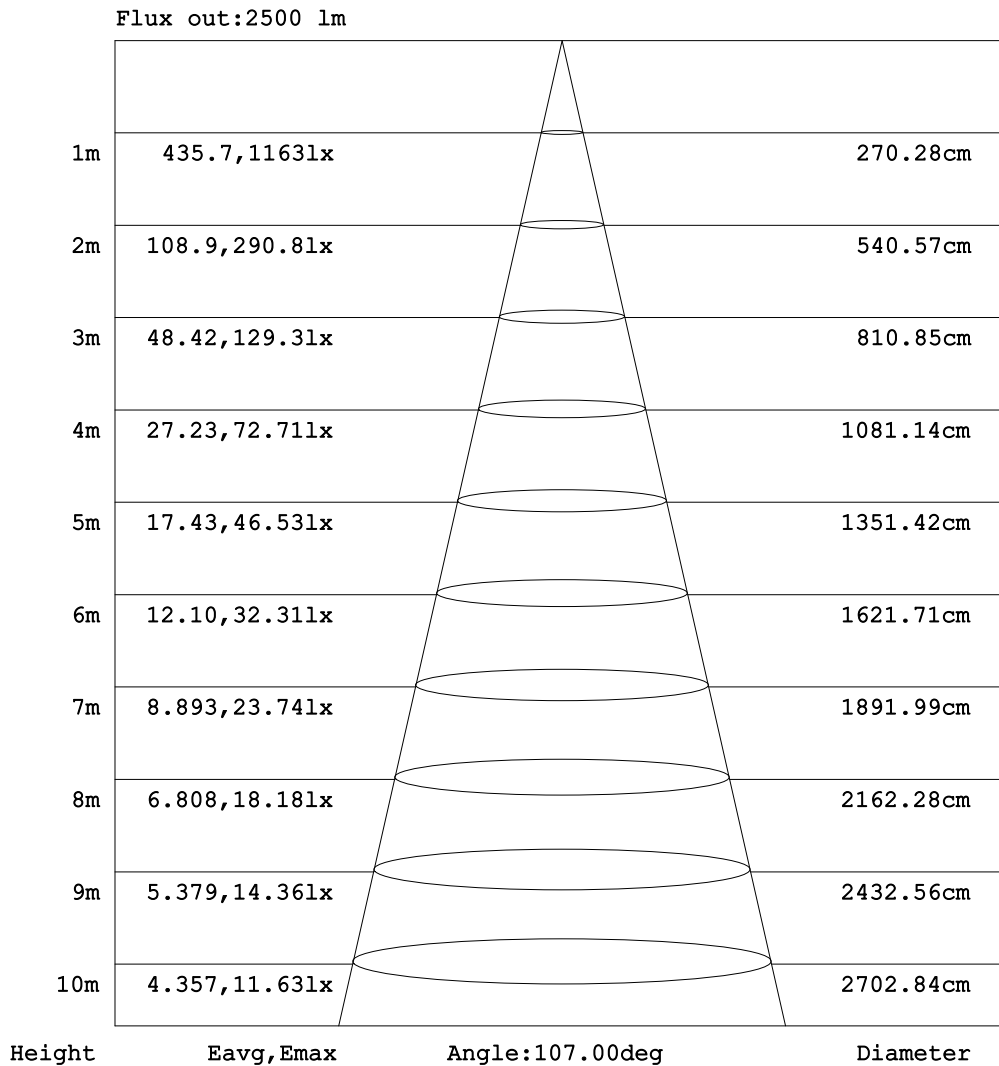 Flux out:2500 lm
1m 435.7,1163lx 270.28cm
2m 108.9,290.8lx 540.57cm
3m 48.42,129.3lx 810.85cm
4m 27.23,72.71lx 1081.14cm
5m 17.43,46.53lx 1351.42cm
6m 12.10,32.31lx 1621.71cm
7m 8.893,23.74lx 1891.99cm
8m 6.808,18.18lx 2162.28cm
9m 5.379,14.36lx 2432.56cm
10m 4.357,11.63lx 2702.84cm
Height Eavg,Emax Angle:107.00deg Diameter